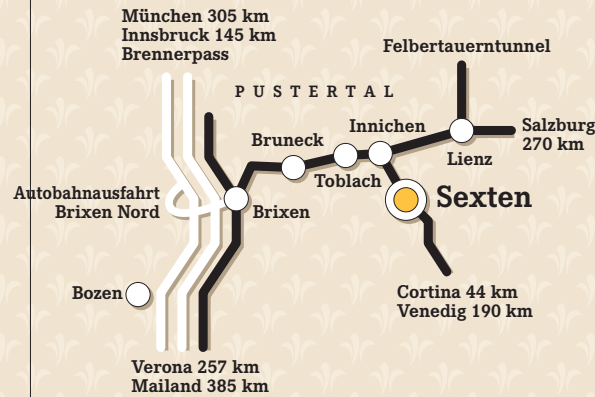 München 305 km
Innsbruck 145 km
Brennerpass
Felbertauerntunnel
PUSTERTAL
Bruneck
Innichen
Salzburg
270 km
Toblach
Lienz
Autobahnausfahrt
Brixen Nord
Brixen
Sexten
Bozen
Cortina 44 km
Venedig 190 km
Verona 257 km
Mailand 385 km